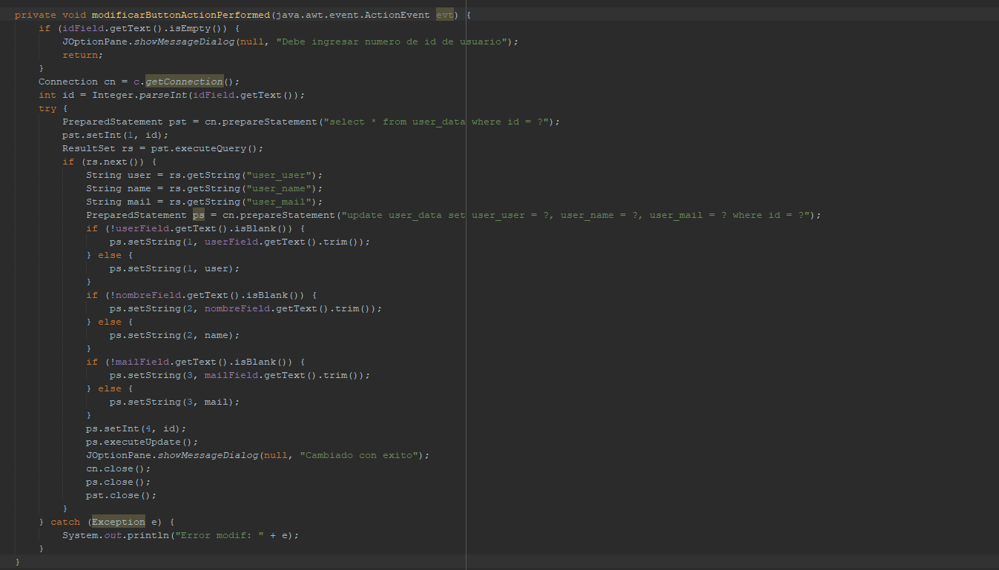 private void modificarButtonActionPerformed(java.awt.event.ActionEvent evt) {
    if (idField.getText().isEmpty()) {
        JOptionPane.showMessageDialog(null, "Debe ingresar numero de id de usuario");
        return;
    }
    Connection cn = c.getConnection();
    int id = Integer.parseInt(idField.getText());
    try {
        PreparedStatement pst = cn.prepareStatement("select * from user_data where id = ?");
        pst.setInt(1, id);
        ResultSet rs = pst.executeQuery();
        if (rs.next()) {
            String user = rs.getString("user_user");
            String name = rs.getString("user_name");
            String mail = rs.getString("user_mail");
            PreparedStatement ps = cn.prepareStatement("update user_data set user_user = ?, user_name = ?, user_mail = ? where id = ?");
            if (!userField.getText().isBlank()) {
                ps.setString(1, userField.getText().trim());
            } else {
                ps.setString(1, user);
            }
            if (!nombreField.getText().isBlank()) {
                ps.setString(2, nombreField.getText().trim());
            } else {
                ps.setString(2, name);
            }
            if (!mailField.getText().isBlank()) {
                ps.setString(3, mailField.getText().trim());
            } else {
                ps.setString(3, mail);
            }
            ps.setInt(4, id);
            ps.executeUpdate();
            JOptionPane.showMessageDialog(null, "Cambiado con exito");
            cn.close();
            ps.close();
            pst.close();
        }
    } catch (Exception e) {
        System.out.println("Error modif: " + e);
    }
}